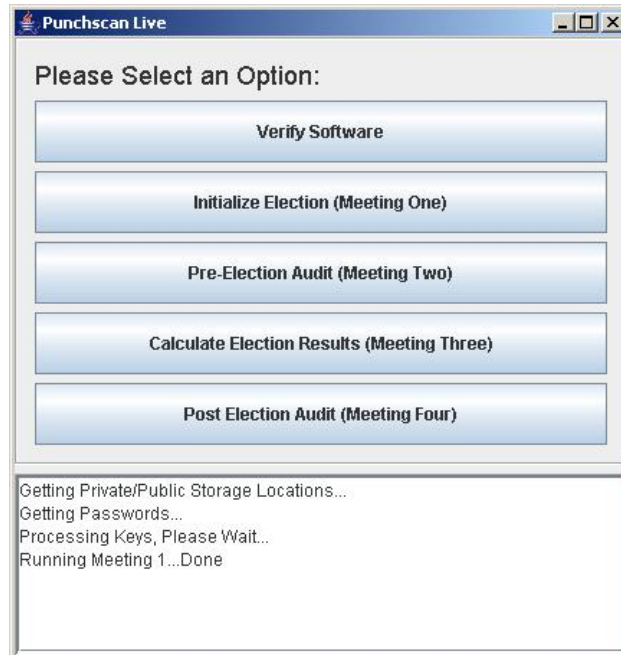 Punchscan Live
Please Select an Option:
Verify Software
Initialize Election (Meeting One)
Pre-Election Audit (Meeting Two)
Calculate Election Results (Meeting Three)
Post Election Audit (Meeting Four)
Getting Private/Public Storage Locations...
Getting Passwords...
Processing Keys, Please Wait...
Running Meeting 1...Done